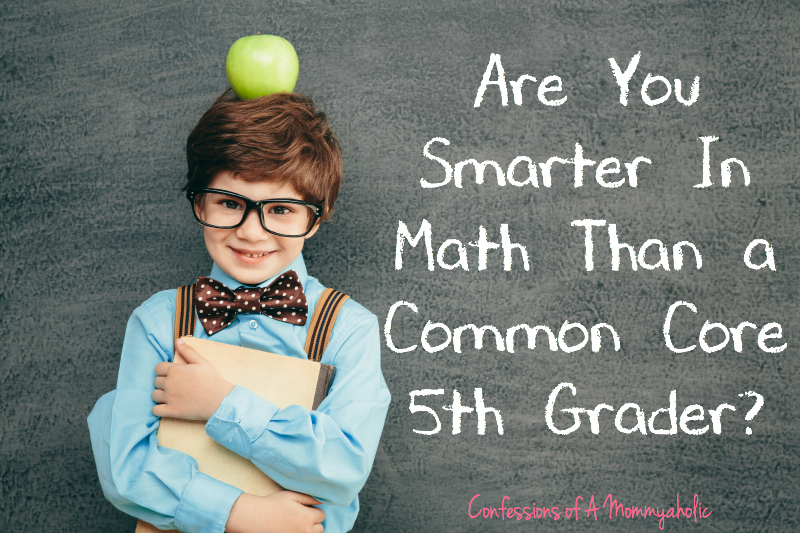 Are You
Smarter In
Math Than a
Common Core
5th Grader?
Confessions of A Mommyaholic